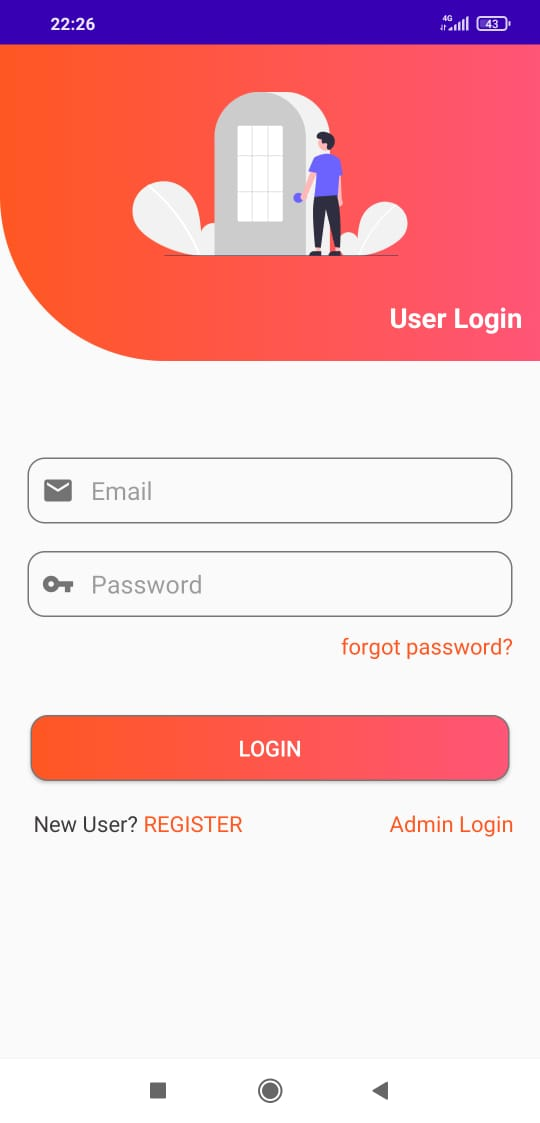 22:26
4G
43
User Login
Email
Password
forgot password?
LOGIN
New User? REGISTER Admin Login